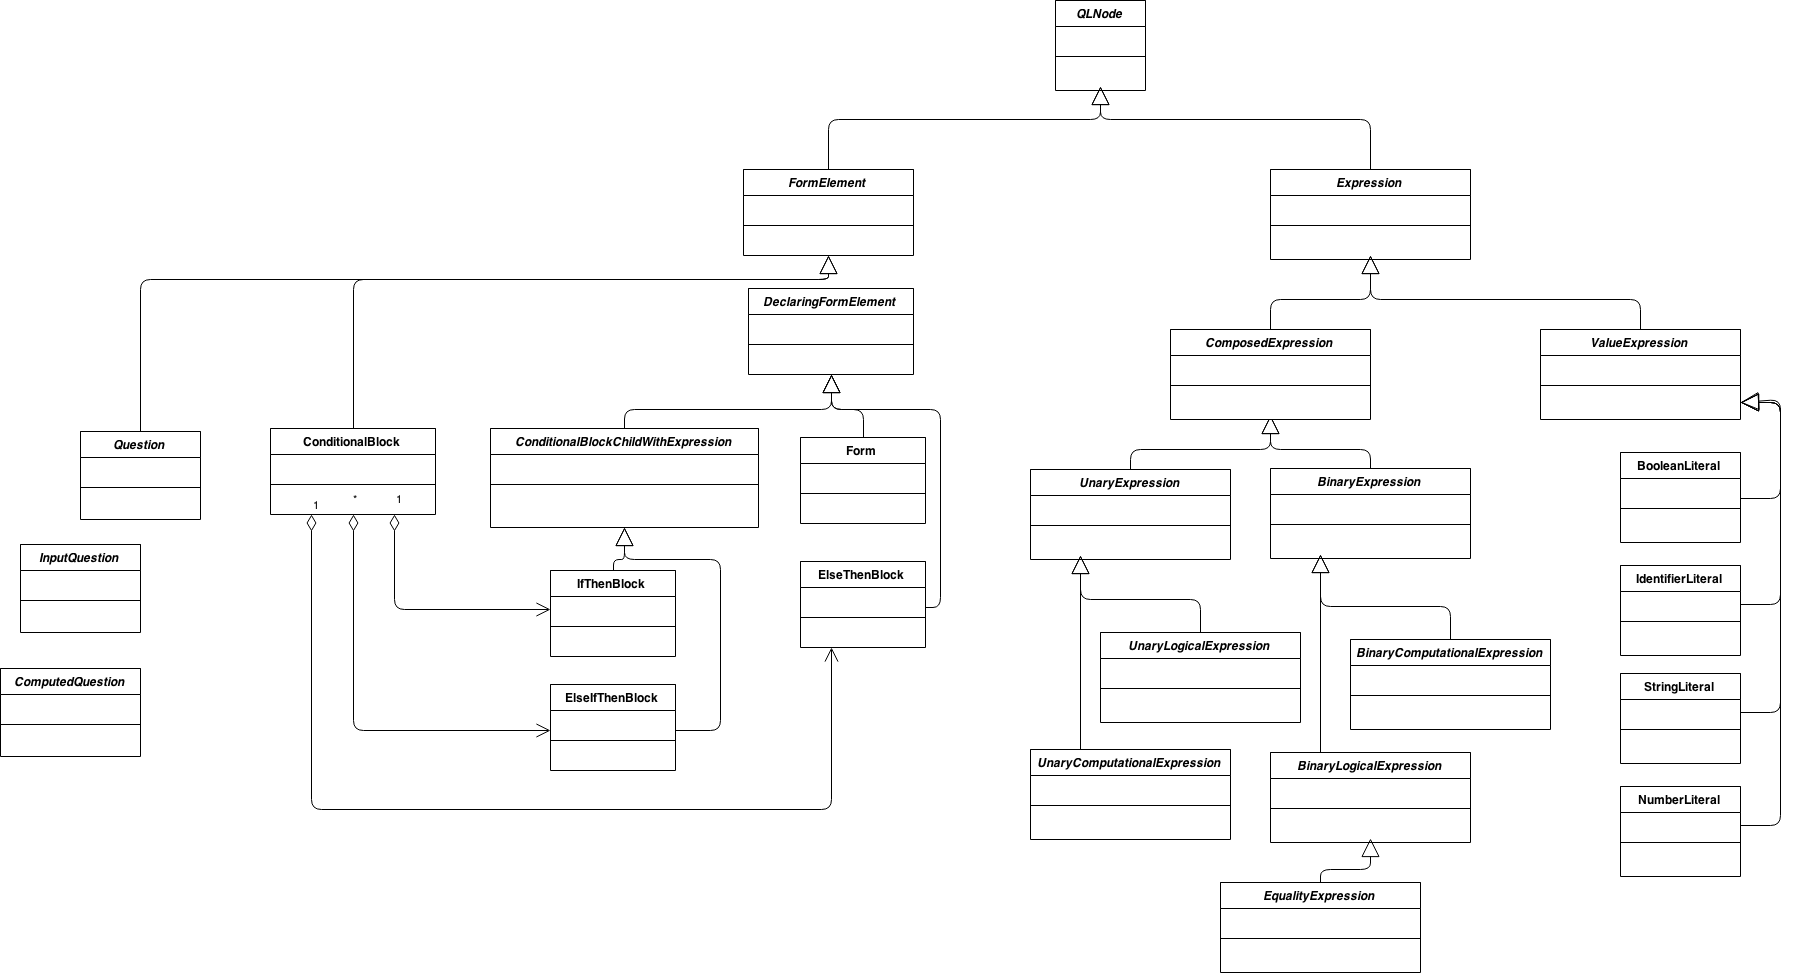 QLNode
FormElement
Expression
DeclaringFormElement
ComposedExpression
ValueExpression
Question
ConditionalBlock
1
*
1
ConditionalBlockChildWithExpression
Form
UnaryExpression
BinaryExpression
BooleanLiteral
InputQuestion
IfThenBlock
ElseThenBlock
IdentifierLiteral
UnaryLogicalExpression
BinaryComputationalExpression
ComputedQuestion
ElseIfThenBlock
StringLiteral
UnaryComputationalExpression
BinaryLogicalExpression
NumberLiteral
EqualityExpression